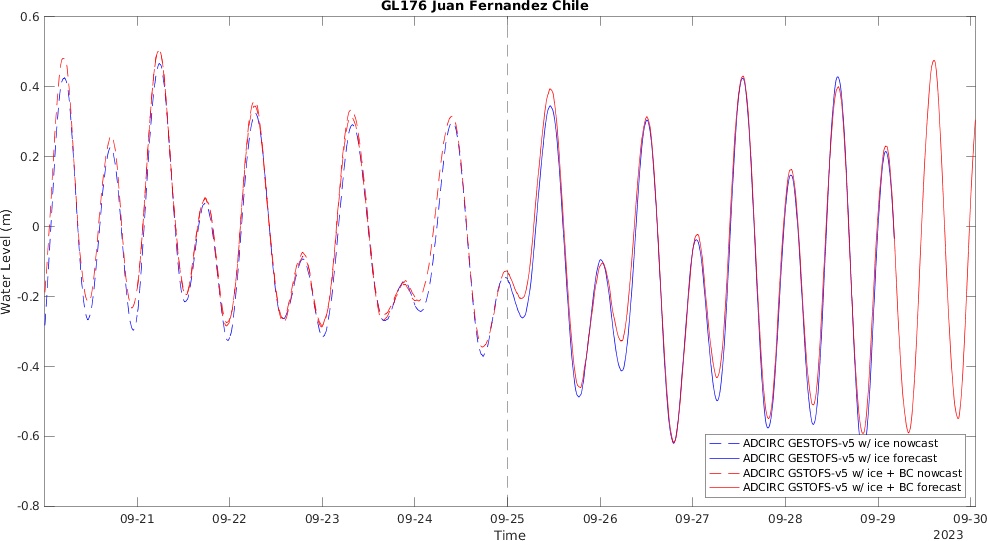 GL176 Juan Fernandez Chile
0.6
0.4
0.2
0
-0.2
-0.4
-0.6
-0.8
Water Level (m)
ADCIRC GESTOFS-v5 w/ ice nowcast
ADCIRC GESTOFS-v5 w/ ice forecast
ADCIRC GSTOFS-v5 w/ ice + BC nowcast
ADCIRC GSTOFS-v5 w/ ice + BC forecast
09-21 09-22 09-23 09-24 09-25 09-26 09-27 09-28 09-29 09-30
Time
2023